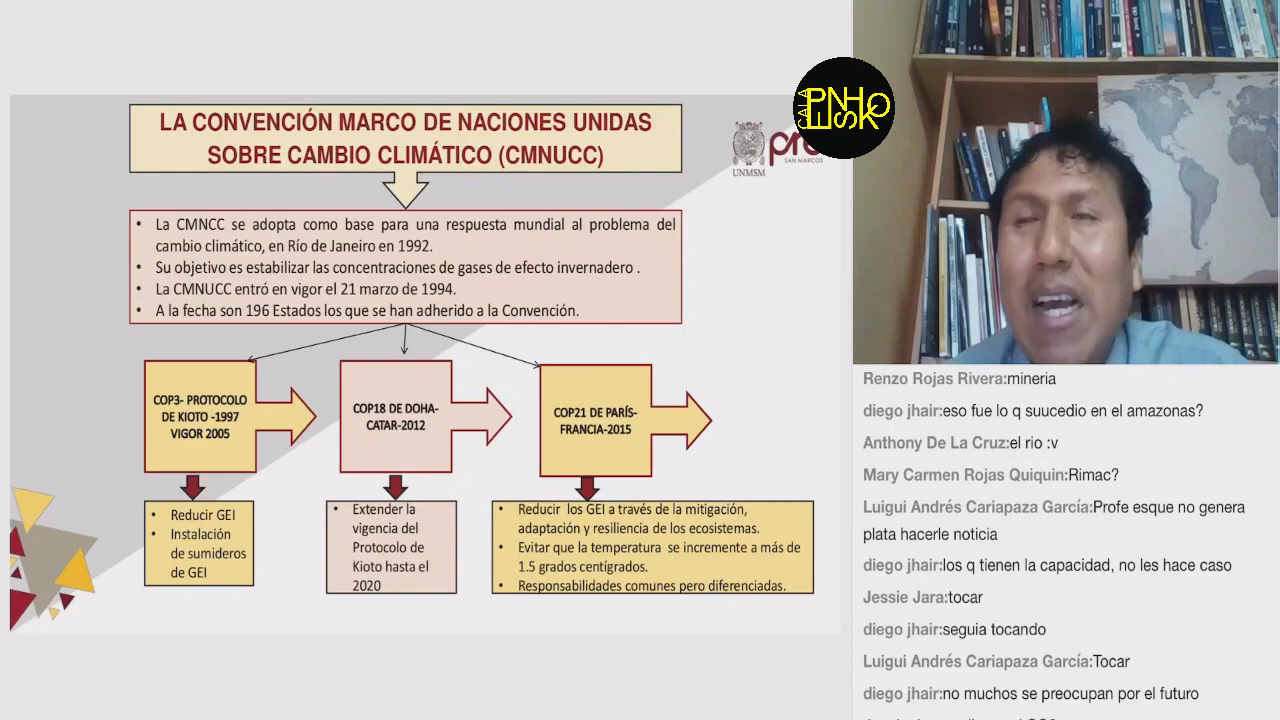 LA CONVENCIÓN MARCO DE NACIONES UNIDAS
SOBRE CAMBIO CLIMÁTICO (CMNUCC)
UNMSM
SAN MARCOS
CALA
PE
NHO
SK
• La CMNCC se adopta como base para una respuesta mundial al problema del
cambio climático, en Río de Janeiro en 1992.
• Su objetivo es estabilizar las concentraciones de gases de efecto invernadero .
• La CMNUCC entró en vigor el 21 marzo de 1994.
• A la fecha son 196 Estados los que se han adherido a la Convención.
COP3- PROTOCOLO
DE KIOTO -1997
VIGOR 2005
COP18 DE DOHA-
CATAR-2012
COP21 DE PARÍS-
FRANCIA-2015
• Reducir GEI
• Instalación
de sumideros
de GEI
• Extender la
vigencia del
Protocolo de
Kioto hasta el
2020
• Reducir los GEI a través de la mitigación,
adaptación y resiliencia de los ecosistemas.
• Evitar que la temperatura se incremente a más de
1.5 grados centígrados.
• Responsabilidades comunes pero diferenciadas.
Renzo Rojas Rivera:mineria
diego jhair:eso fue lo q suucedio en el amazonas?
Anthony De La Cruz:el rio :v
Mary Carmen Rojas Quiquin:Rimac?
Luigui Andrés Cariapaza García:Profe esque no genera
plata hacerle noticia
diego jhair:los q tienen la capacidad, no les hace caso
Jessie Jara:tocar
diego jhair:seguia tocando
Luigui Andrés Cariapaza García:Tocar
diego jhair:no muchos se preocupan por el futuro